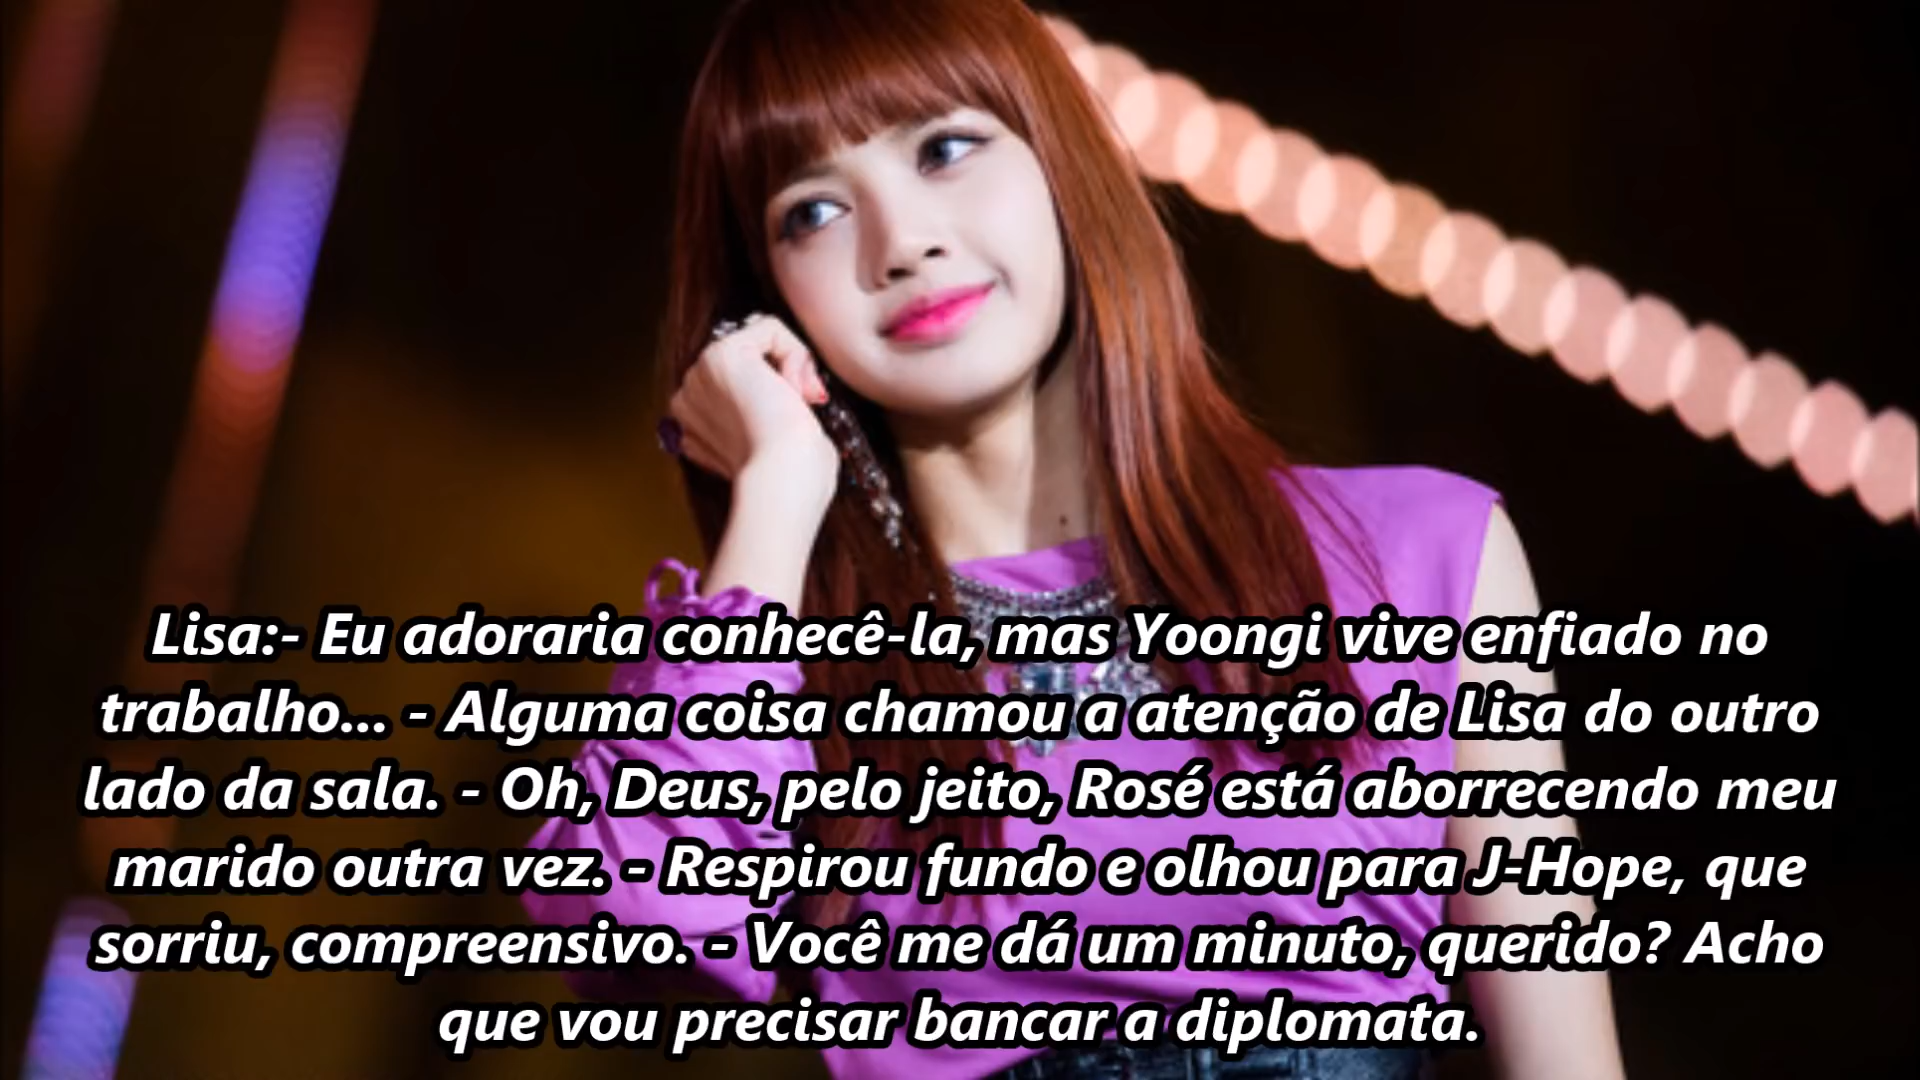 Lisa:- Eu adoraria conhecê-la, mas Yoongi vive enfiado no
trabalho... - Alguma coisa chamou a atenção de Lisa do outro
lado da sala. - Oh, Deus, pelo jeito, Rosé está aborrecendo meu
marido outra vez. - Respirou fundo e olhou para J-Hope, que
sorriu, compreensivo. - Você me dá um minuto, querido? Acho
que vou precisar bancar a diplomata.